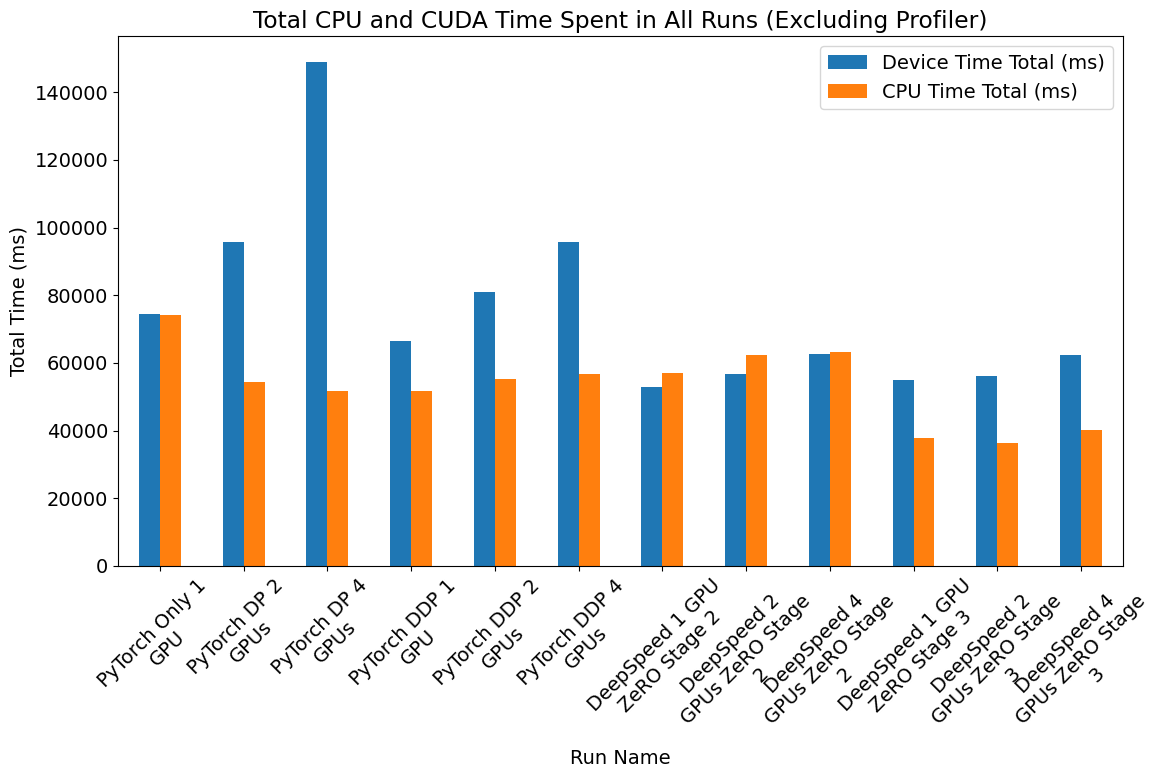 Total CPU and CUDA Time Spent in All Runs (Excluding Profiler)
Device Time Total (ms)
CPU Time Total (ms)
Total Time (ms)
140000
120000
100000
80000
60000
40000
20000
0
PyTorch Only 1
GPU
PyTorch DP 2
GPUs
PyTorch DP 4
GPUs
PyTorch DDP 1
GPU
PyTorch DDP 2
GPUs
PyTorch DDP 4
GPUs
DeepSpeed 1 GPU
ZeRO Stage 2
DeepSpeed 2
GPUs ZeRO Stage
2
DeepSpeed 4
GPUs ZeRO Stage
2
DeepSpeed 1 GPU
ZeRO Stage 3
DeepSpeed 2
GPUs ZeRO Stage
3
DeepSpeed 4
GPUs ZeRO Stage
3
Run Name